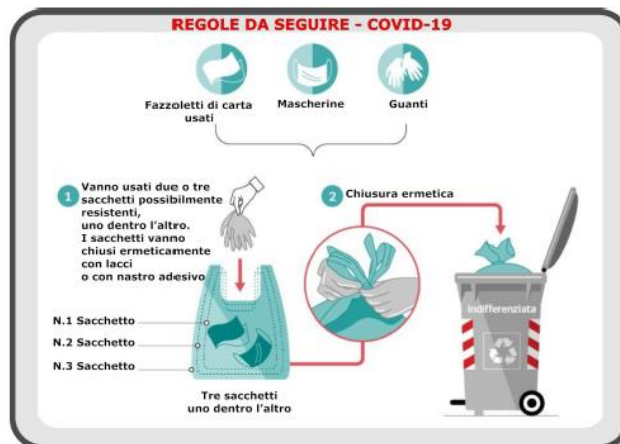 REGOLE DA SEGUIRE - COVID-19
Fazzoletti di carta
usati
Mascherine
Guanti
1
Vanno usati due o tre
sacchetti possibilmente
resistenti,
uno dentro l'altro.
I sacchetti vanno
chiusi ermeticamente
con lacci
o con nastro adesivo
2
Chiusura ermetica
N.1 Sacchetto
N.2 Sacchetto
N.3 Sacchetto
Tre sacchetti
uno dentro l'altro
Indifferenziata